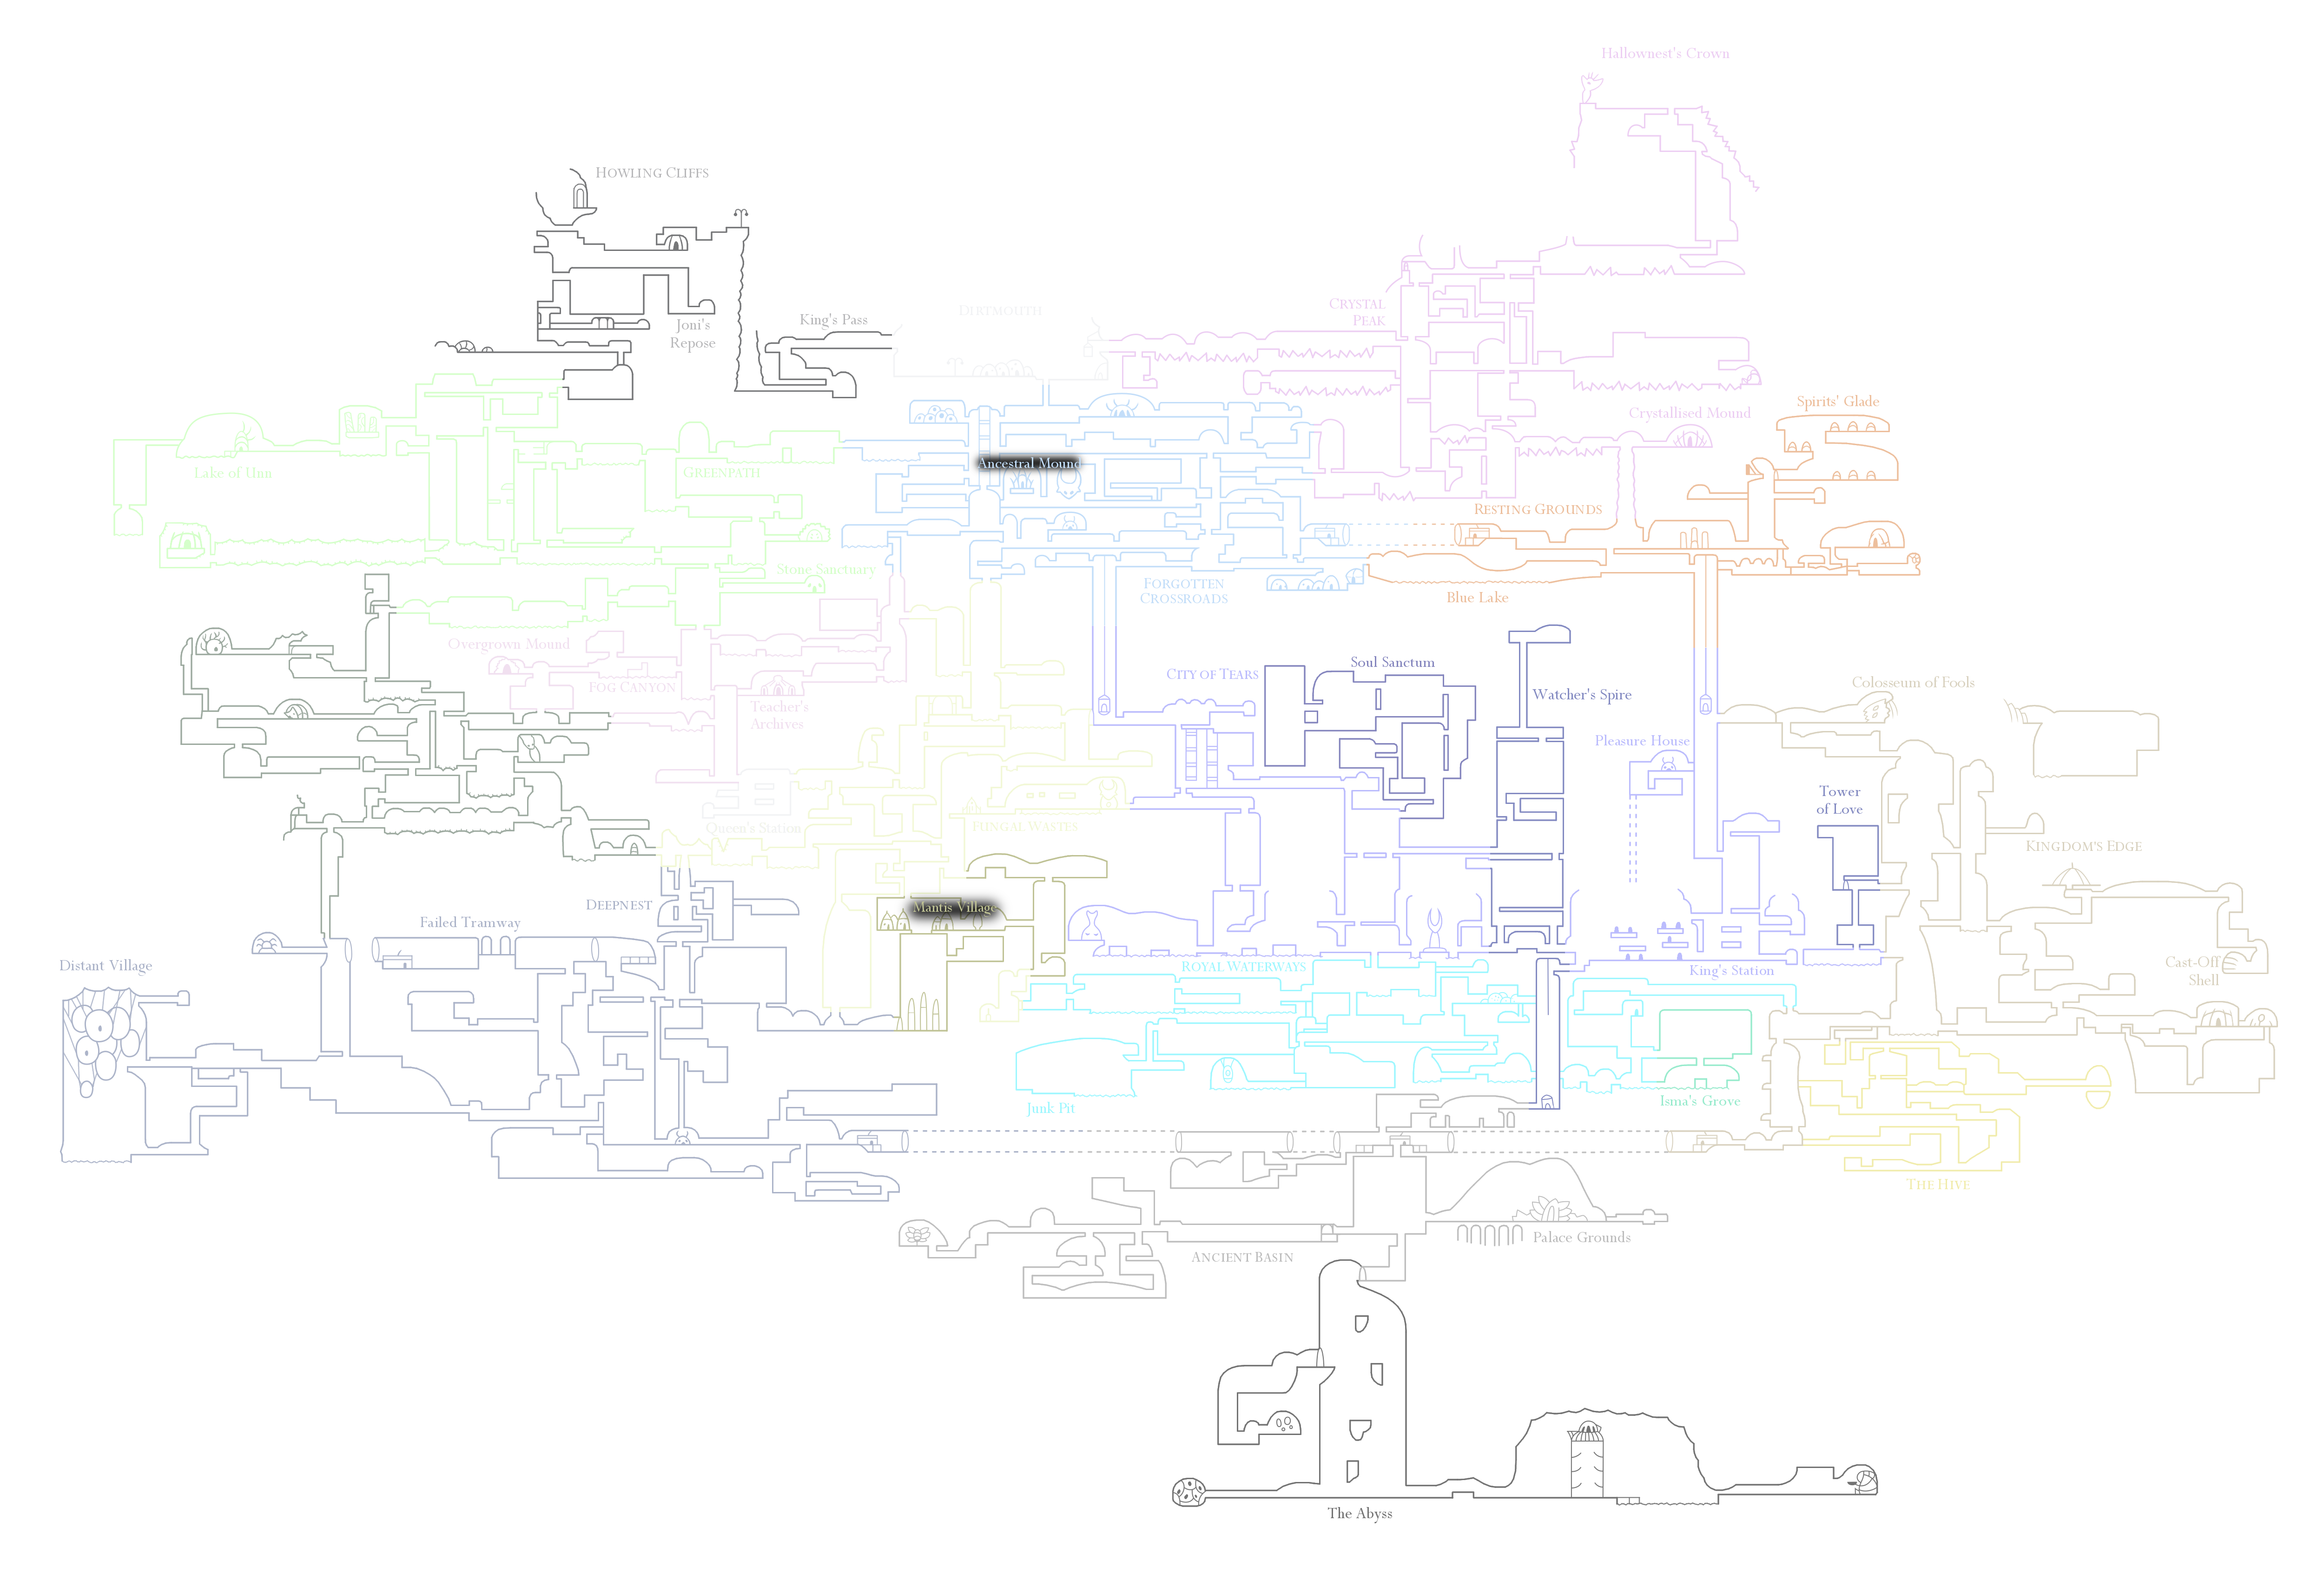 Hallownest's Crown
HOWLING CLIFFS
CRYSTAL
PEAK
King's Pass
DIRTMOUTH
Joni's
Repose
Spirits' Glade
Crystallised Mound
Ancestral Mound
Lake of Unn
GREENPATH
RESTING GROUNDS
Stone Sanctuary
FORGOTTEN
CROSSROADS
Blue Lake
Overgrown Mound
Soul Sanctum
CITY OF TEARS
FOG CANYON
Watcher's Spire
Colosseum of Fools
Teacher's
Archives
Pleasure House
Tower
of Love
Queen's Station
FUNGAL WASTES
KINGDOM'S EDGE
DEEPNEST
Mantis Village
Failed Tramway
Distant Village
ROYAL WATERWAYS
King's Station
Cast-Off
Shell
Junk Pit
Isma's Grove
THE HIVE
Palace Grounds
ANCIENT BASIN
The Abyss